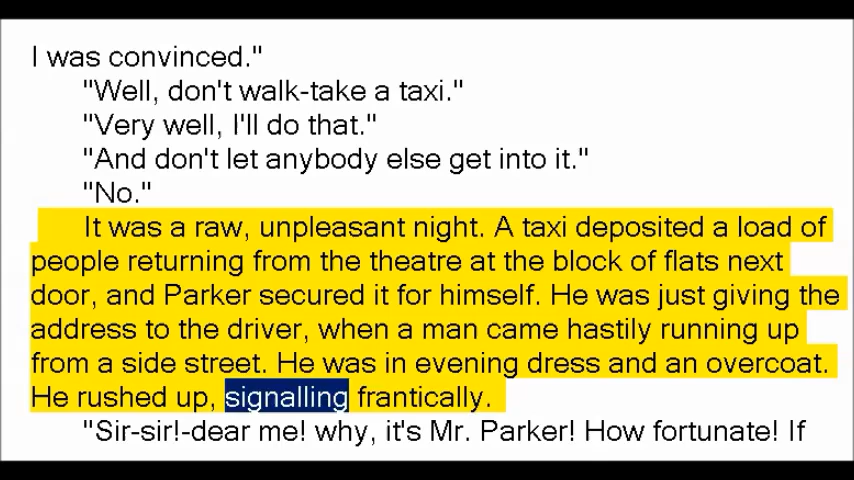 I was convinced."
"Well, don't walk-take a taxi."
"Very well, I'll do that."
"And don't let anybody else get into it."
"No."
It was a raw, unpleasant night. A taxi deposited a load of
people returning from the theatre at the block of flats next
door, and Parker secured it for himself. He was just giving the
address to the driver, when a man came hastily running up
from a side street. He was in evening dress and an overcoat.
He rushed up, signalling frantically.
"Sir-sir!-dear me! why, it's Mr. Parker! How fortunate! If